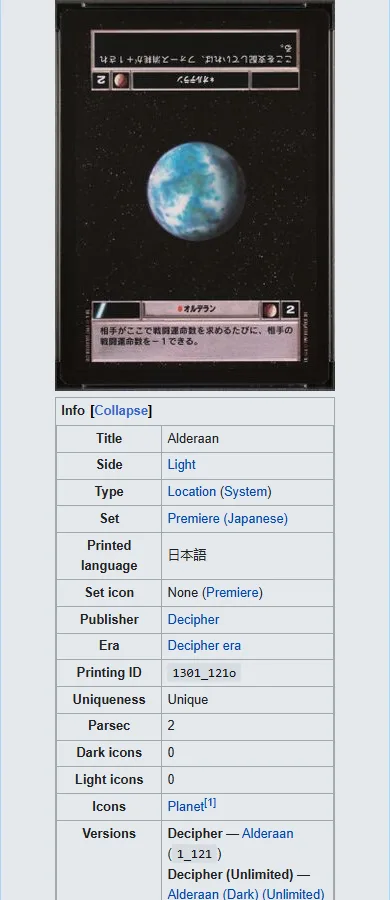 ここを支配していれば、フォース消耗が＋１され
る。
2
*オルデラン
•オルデラン
2
相手がここで戦闘運命数を求めるたびに、相手の
戦闘運命数を－１できる。
Info [Collapse]
Title Alderaan
Side Light
Type Location (System)
Set Premiere (Japanese)
Printed
language 日本語
Set icon None (Premiere)
Publisher Decipher
Era Decipher era
Printing ID 1301_121o
Uniqueness Unique
Parsec 2
Dark icons 0
Light icons 0
Icons Planet[1]
Versions Decipher — Alderaan
( 1_121 )
Decipher (Unlimited) —
Alderaan (Dark) (Unlimited)